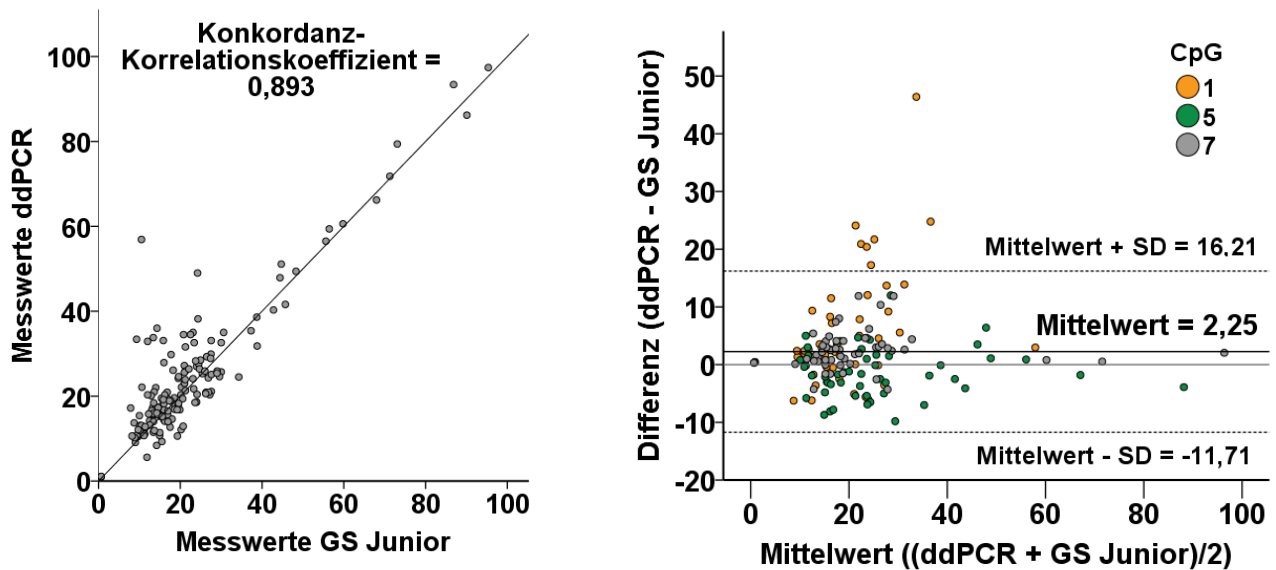 Konkordanz-
Korrelationskoeffizient =
0,893
Messwerte ddPCR
100
80
60
40
20
0
0 20 40 60 80 100
Messwerte GS Junior
Differenz (ddPCR - GS Junior)
50
40
30
20
10
0
-10
-20
CpG
1
5
7
Mittelwert + SD = 16,21
Mittelwert = 2,25
Mittelwert - SD = -11,71
0 20 40 60 80 100
Mittelwert ((ddPCR + GS Junior)/2)